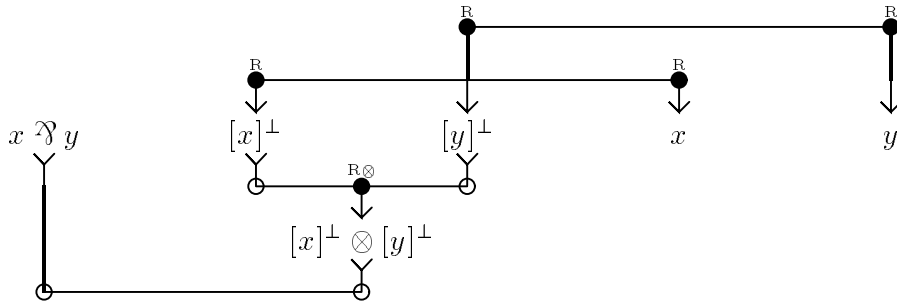 R R
R R
x ⅋ y [x]⊥ [y]⊥ x y
R⊗
[x]⊥ ⊗ [y]⊥